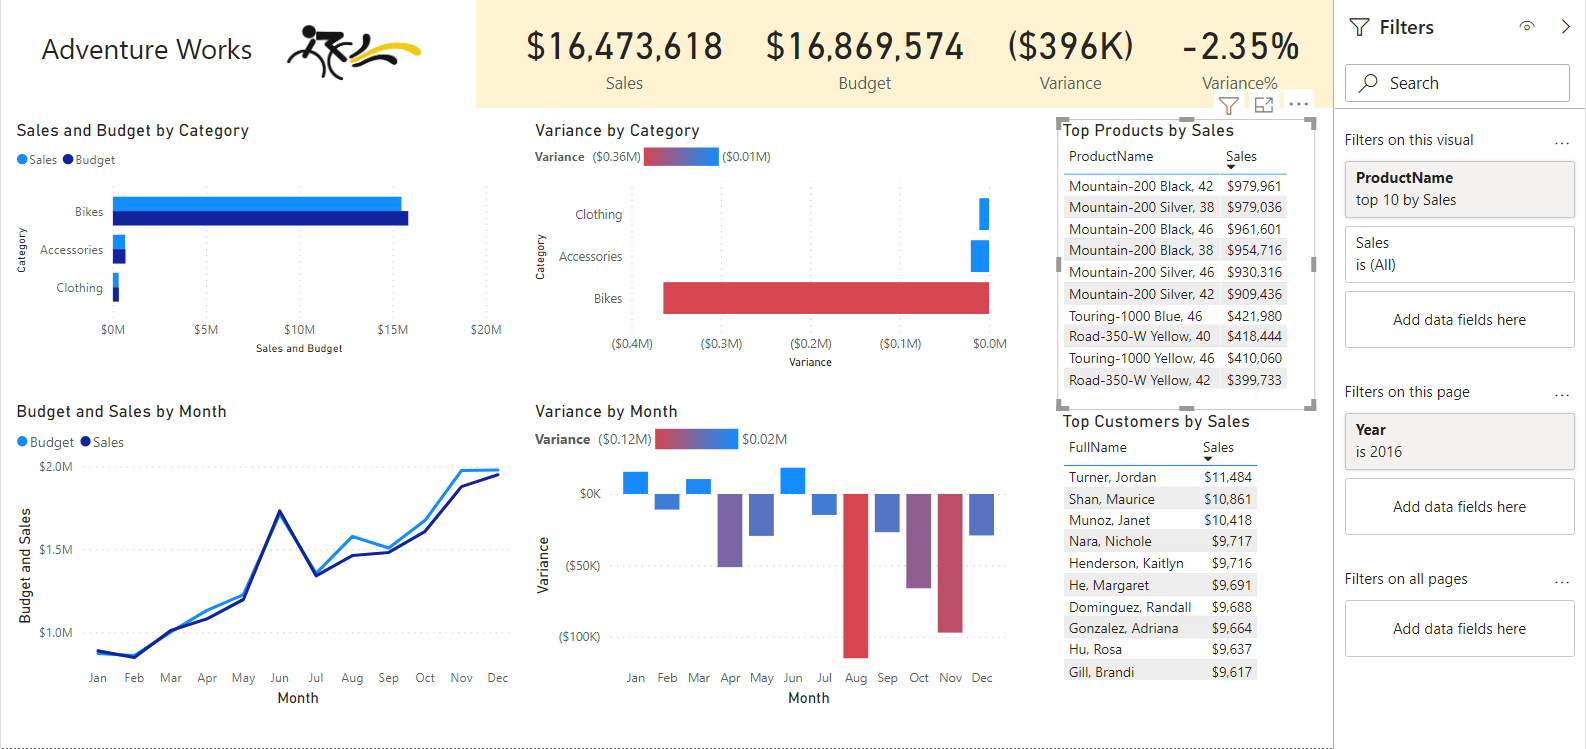 Adventure Works
$16,473,618
Sales
$16,869,574
Budget
($396K)
Variance
-2.35%
Variance%
Sales and Budget by Category
Sales Budget
Category
Bikes
Accessories
Clothing
$0M $5M $10M $15M $20M
Sales and Budget
Variance by Category
Variance ($0.36M) ($0.01M)
Category
Clothing
Accessories
Bikes
($0.4M) ($0.3M) ($0.2M) ($0.1M) $0.0M
Variance
Top Products by Sales
ProductName Sales
Mountain-200 Black, 42 $979,961
Mountain-200 Silver, 38 $979,036
Mountain-200 Black, 46 $961,601
Mountain-200 Black, 38 $954,716
Mountain-200 Silver, 46 $930,316
Mountain-200 Silver, 42 $909,436
Touring-1000 Blue, 46 $421,980
Road-350-W Yellow, 40 $418,444
Touring-1000 Yellow, 46 $410,060
Road-350-W Yellow, 42 $399,733
Budget and Sales by Month
Budget Sales
Budget and Sales
$2.0M
$1.5M
$1.0M
Jan Feb Mar Apr May Jun Jul Aug Sep Oct Nov Dec
Month
Variance by Month
Variance ($0.12M) $0.02M
Variance
$0K
($50K)
($100K)
Jan Feb Mar Apr May Jun Jul Aug Sep Oct Nov Dec
Month
Top Customers by Sales
FullName Sales
Turner, Jordan $11,484
Shan, Maurice $10,861
Munoz, Janet $10,418
Nara, Nichole $9,717
Henderson, Kaitlyn $9,716
He, Margaret $9,691
Dominguez, Randall $9,688
Gonzalez, Adriana $9,664
Hu, Rosa $9,637
Gill, Brandi $9,617
Filters
Search
Filters on this visual ...
ProductName
top 10 by Sales
Sales
is (All)
Add data fields here
Filters on this page ...
Year
is 2016
Add data fields here
Filters on all pages ...
Add data fields here